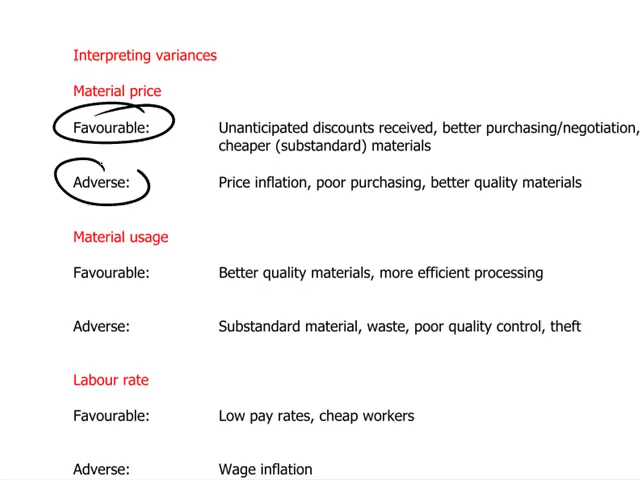 Interpreting variances
Material price
Favourable: Unanticipated discounts received, better purchasing/negotiation,
cheaper (substandard) materials
Adverse: Price inflation, poor purchasing, better quality materials
Material usage
Favourable: Better quality materials, more efficient processing
Adverse: Substandard material, waste, poor quality control, theft
Labour rate
Favourable: Low pay rates, cheap workers
Adverse: Wage inflation